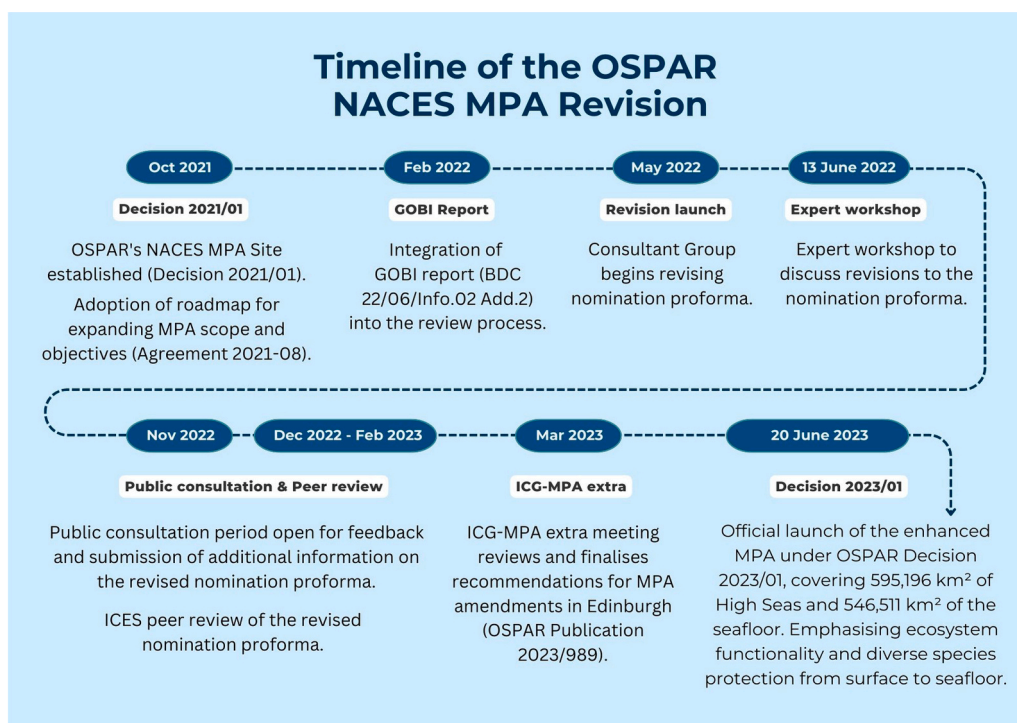 Timeline of the OSPAR
NACES MPA Revision
Oct 2021
Decision 2021/01
OSPAR's NACES MPA Site
established (Decision 2021/01).
Adoption of roadmap for
expanding MPA scope and
objectives (Agreement 2021-08).
Feb 2022
GOBI Report
Integration of
GOBI report (BDC
22/06/Info.02 Add.2)
into the review process.
May 2022
Revision launch
Consultant Group
begins revising
nomination proforma.
13 June 2022
Expert workshop
Expert workshop to
discuss revisions to the
nomination proforma.
Nov 2022
Dec 2022 - Feb 2023
Public consultation & Peer review
Public consultation period open for feedback
and submission of additional information on
the revised nomination proforma.
ICES peer review of the revised
nomination proforma.
Mar 2023
ICG-MPA extra
ICG-MPA extra meeting
reviews and finalises
recommendations for MPA
amendments in Edinburgh
(OSPAR Publication
2023/989).
20 June 2023
Decision 2023/01
Official launch of the enhanced
MPA under OSPAR Decision
2023/01, covering 595,196 km² of
High Seas and 546,511 km² of the
seafloor. Emphasising ecosystem
functionality and diverse species
protection from surface to seafloor.